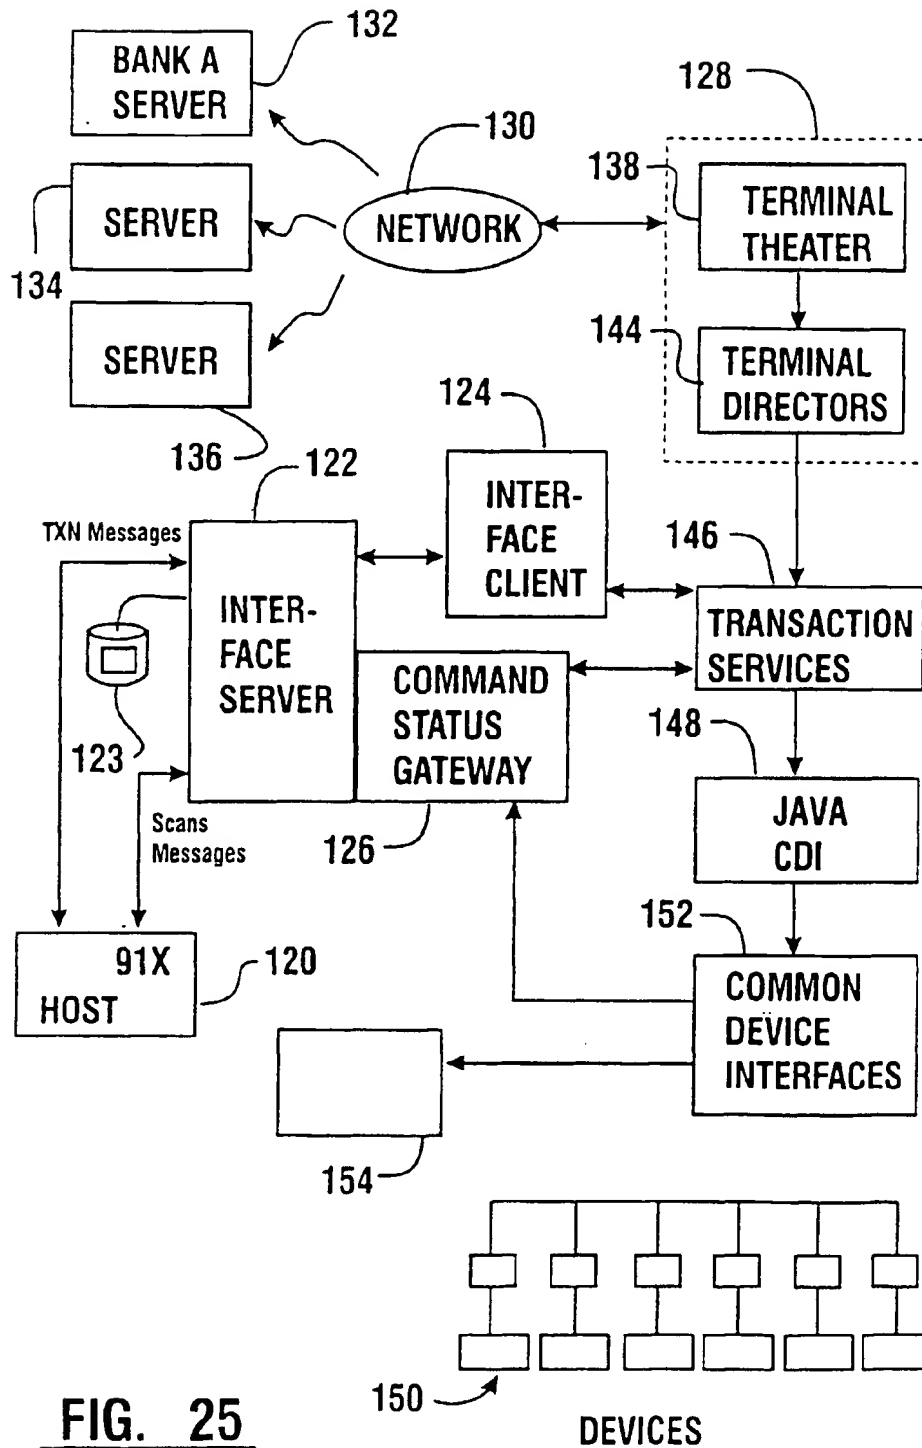 132
BANK A
SERVER
128
130
138
TERMINAL
THEATER
SERVER
NETWORK
134
144
SERVER
TERMINAL
DIRECTORS
124
136
122
INTER-
FACE
CLIENT
TXN Messages
146
INTER-
FACE
SERVER
TRANSACTION
SERVICES
COMMAND
STATUS
GATEWAY
123
148
Scans
Messages
126
JAVA
CDI
152
91X
HOST
120
COMMON
DEVICE
INTERFACES
154
150
FIG. 25
DEVICES